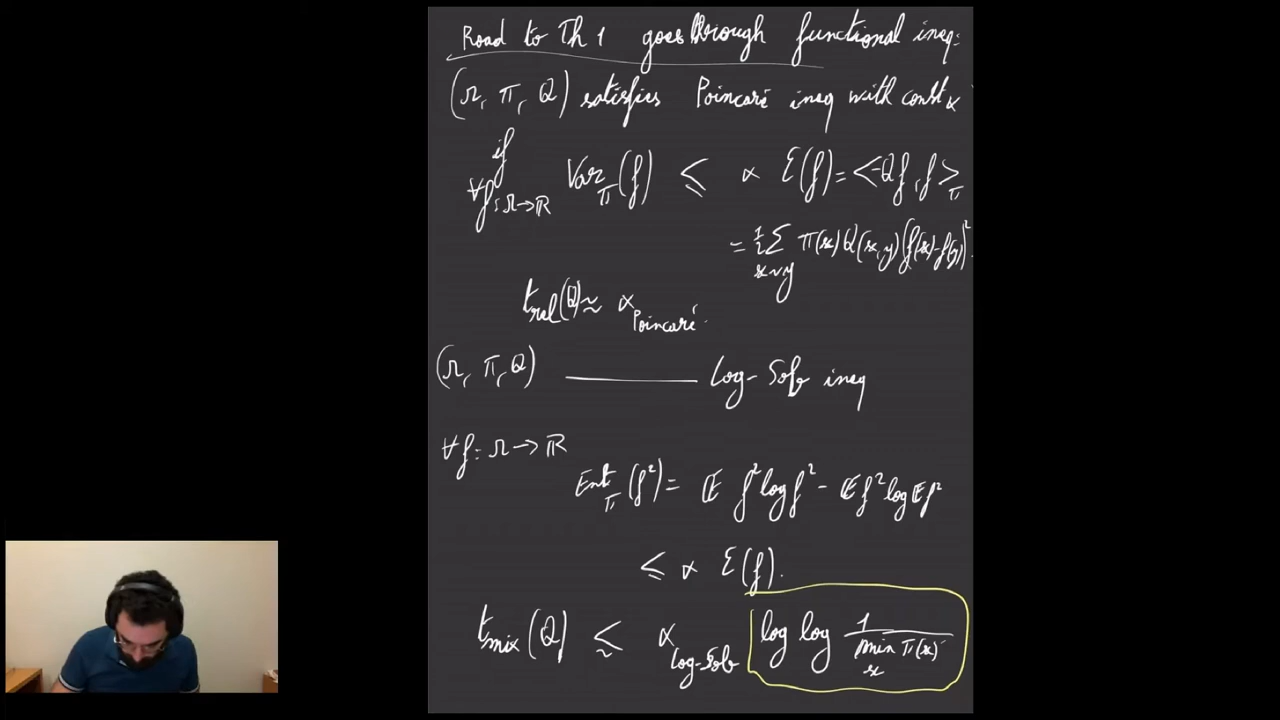 Road to Th 1 goes through functional ineq:
(Ω, π, Q) satisfies Poincaré ineq with const α
if
∀f: Ω→ℝ Var_π(f) ≤ α ℰ(f) = <-Qf, f>_π
= 1/2 Σ_{x∼y} π(x) Q(x,y) (f(x)-f(y))².
t_rel(Q) ≈ α_Poincaré.
(Ω, π, Q) ——— Log-Sob ineq
∀f: Ω→ℝ
Ent_π(f²) = 𝔼 f² log f² - 𝔼f² log 𝔼f²
≤ α ℰ(f).
t_mix(Q) ≲ α_Log-Sob log log 1/(min_x π(x))